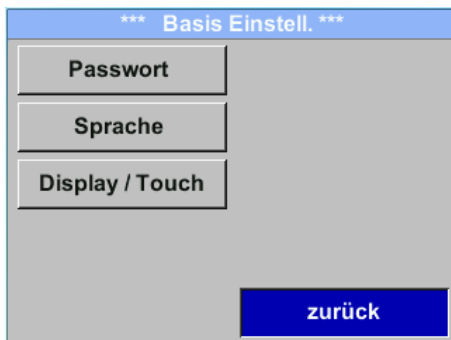 *** Basis Einstell. ***
Passwort
Sprache
Display / Touch
zurück